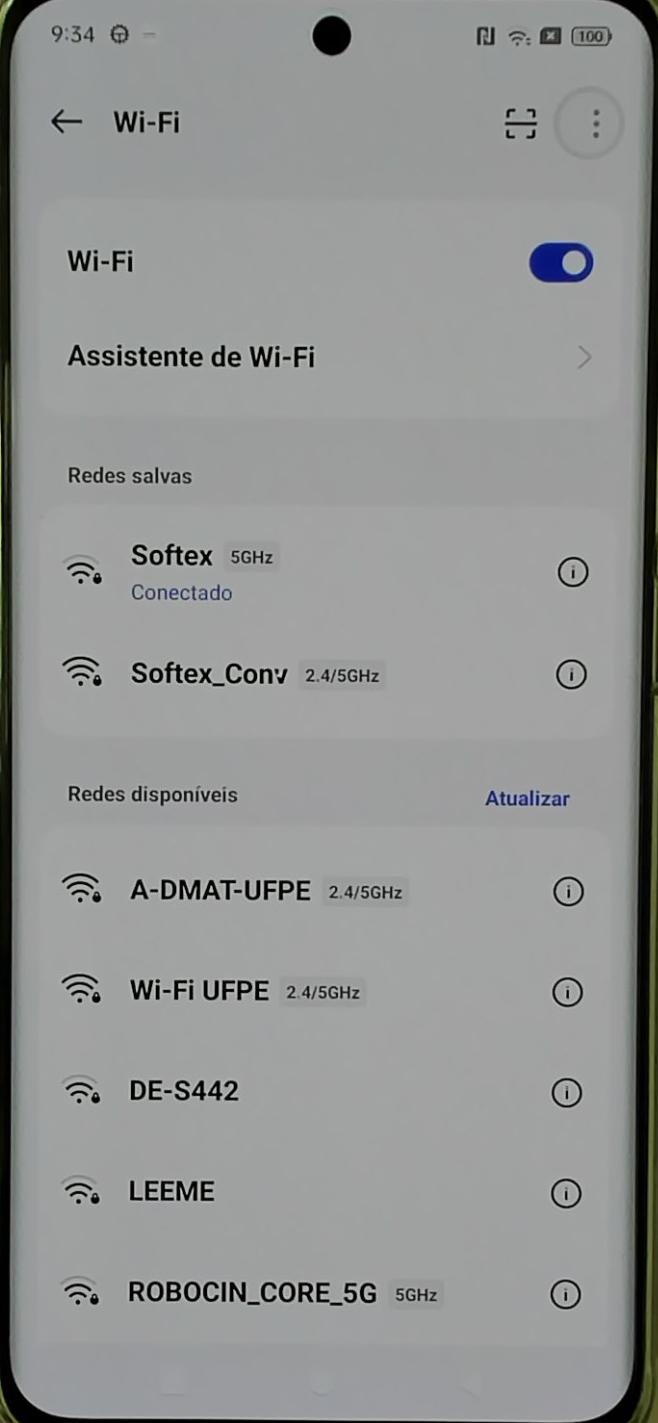 9:34
100
Wi-Fi
Wi-Fi
Assistente de Wi-Fi
Redes salvas
Softex 5GHz
Conectado
Softex_Conv 2.4/5GHz
Redes disponíveis Atualizar
A-DMAT-UFPE 2.4/5GHz
Wi-Fi UFPE 2.4/5GHz
DE-S442
LEEME
ROBOCIN_CORE_5G 5GHz